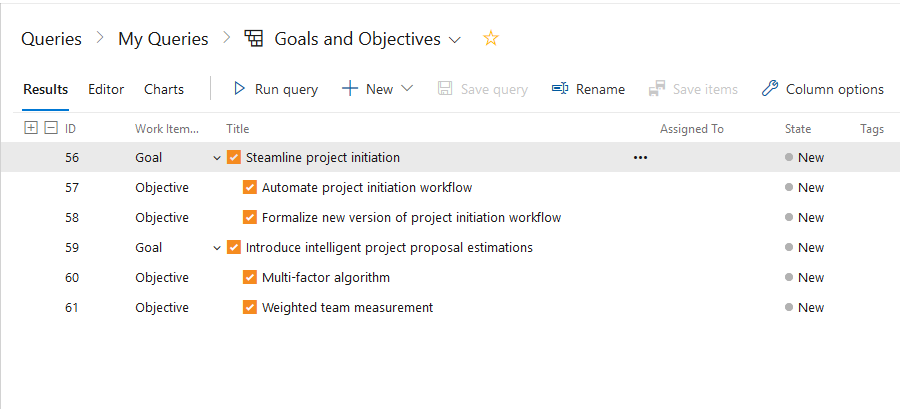 Queries > My Queries > Goals and Objectives
Results Editor Charts Run query New Save query Rename Save items Column options
ID Work Item... Title Assigned To State Tags
56 Goal Steamline project initiation ••• New
57 Objective Automate project initiation workflow New
58 Objective Formalize new version of project initiation workflow New
59 Goal Introduce intelligent project proposal estimations New
60 Objective Multi-factor algorithm New
61 Objective Weighted team measurement New